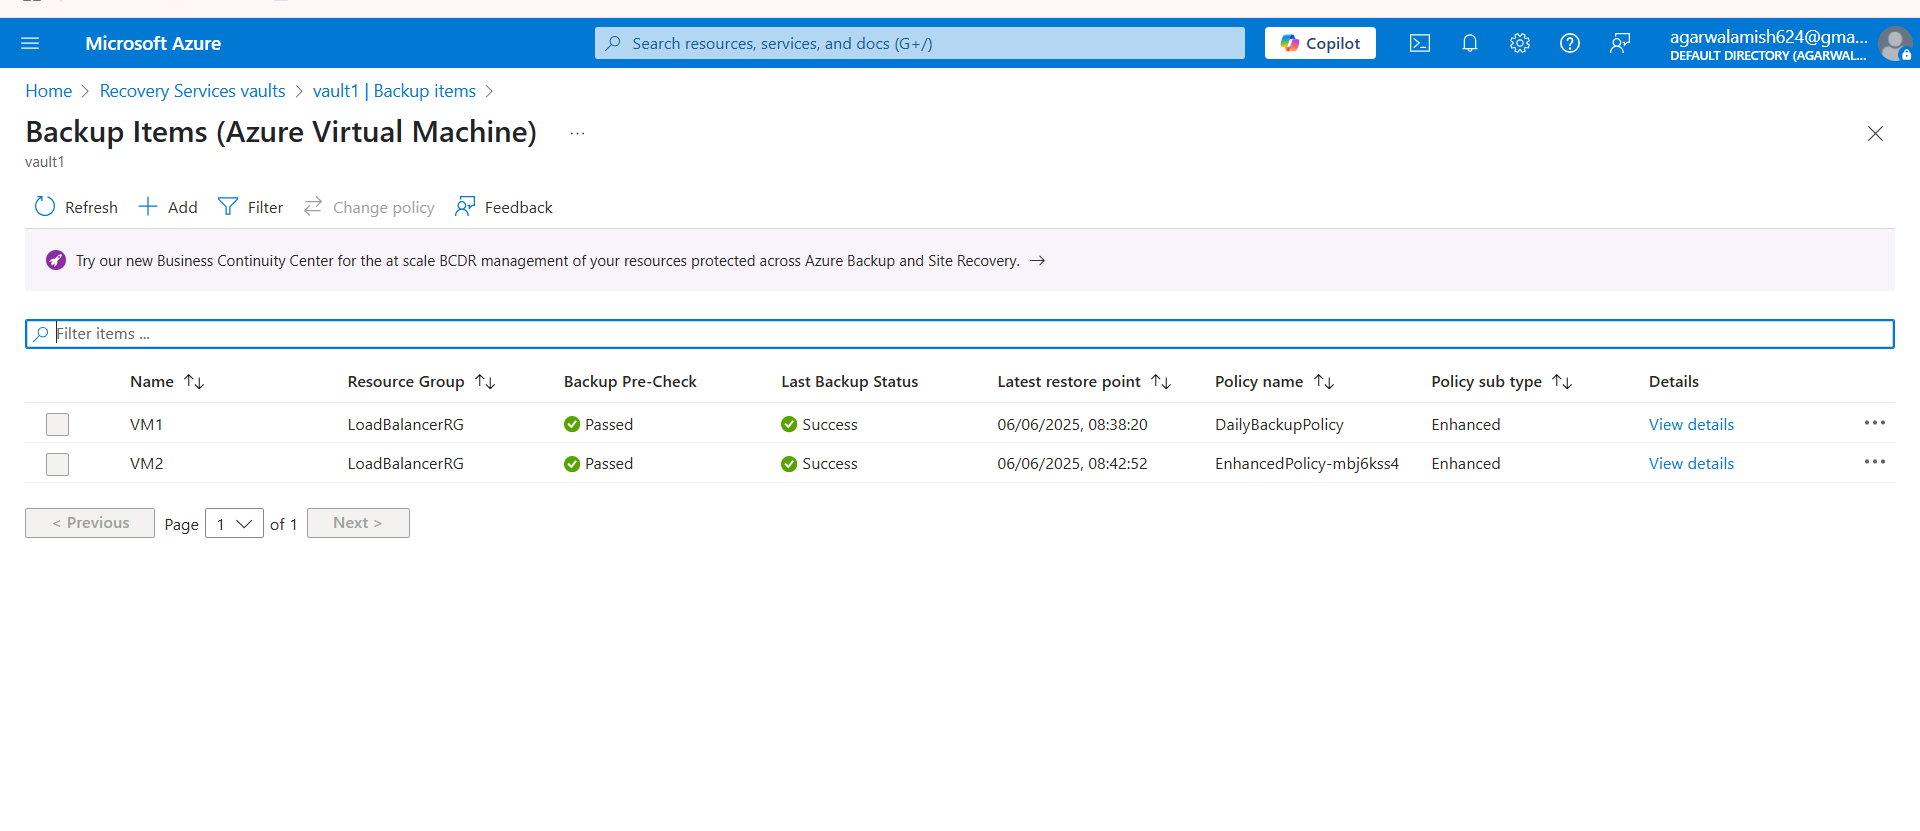 Microsoft Azure
Search resources, services, and docs (G+/)
Copilot
agarwalamish624@gma...
DEFAULT DIRECTORY (AGARWAL...
Home > Recovery Services vaults > vault1 | Backup items >
Backup Items (Azure Virtual Machine) ...
vault1
Refresh Add Filter Change policy Feedback
Try our new Business Continuity Center for the at scale BCDR management of your resources protected across Azure Backup and Site Recovery. →
Filter items ...
Name ↑↓ Resource Group ↑↓ Backup Pre-Check Last Backup Status Latest restore point ↑↓ Policy name ↑↓ Policy sub type ↑↓ Details
VM1 LoadBalancerRG Passed Success 06/06/2025, 08:38:20 DailyBackupPolicy Enhanced View details ...
VM2 LoadBalancerRG Passed Success 06/06/2025, 08:42:52 EnhancedPolicy-mbj6kss4 Enhanced View details ...
< Previous Page 1 of 1 Next >